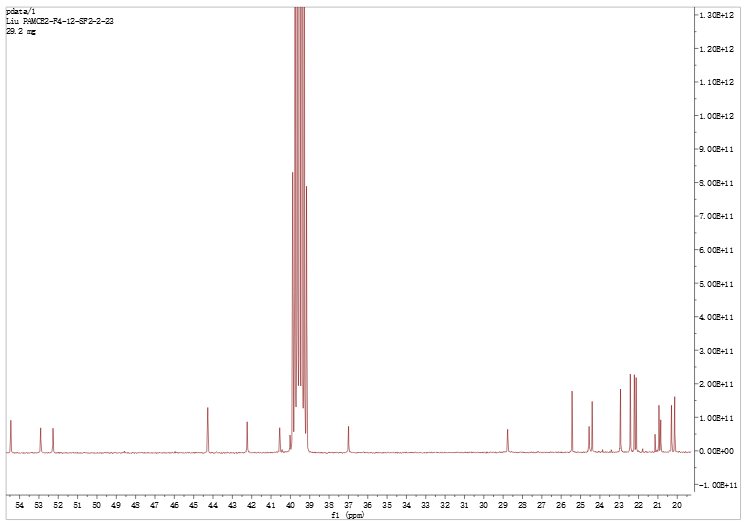 pdata/1
Liu PAMCE2-F4-12-SF2-2-23
29.2 mg
1.30E+12
1.20E+12
1.10E+12
1.00E+12
9.00E+11
8.00E+11
7.00E+11
6.00E+11
5.00E+11
4.00E+11
3.00E+11
2.00E+11
1.00E+11
0.00E+00
-1.00E+11
54 53 52 51 50 49 48 47 46 45 44 43 42 41 40 39 38 37 36 35 34 33 32 31 30 29 28 27 26 25 24 23 22 21 20
f1 (ppm)